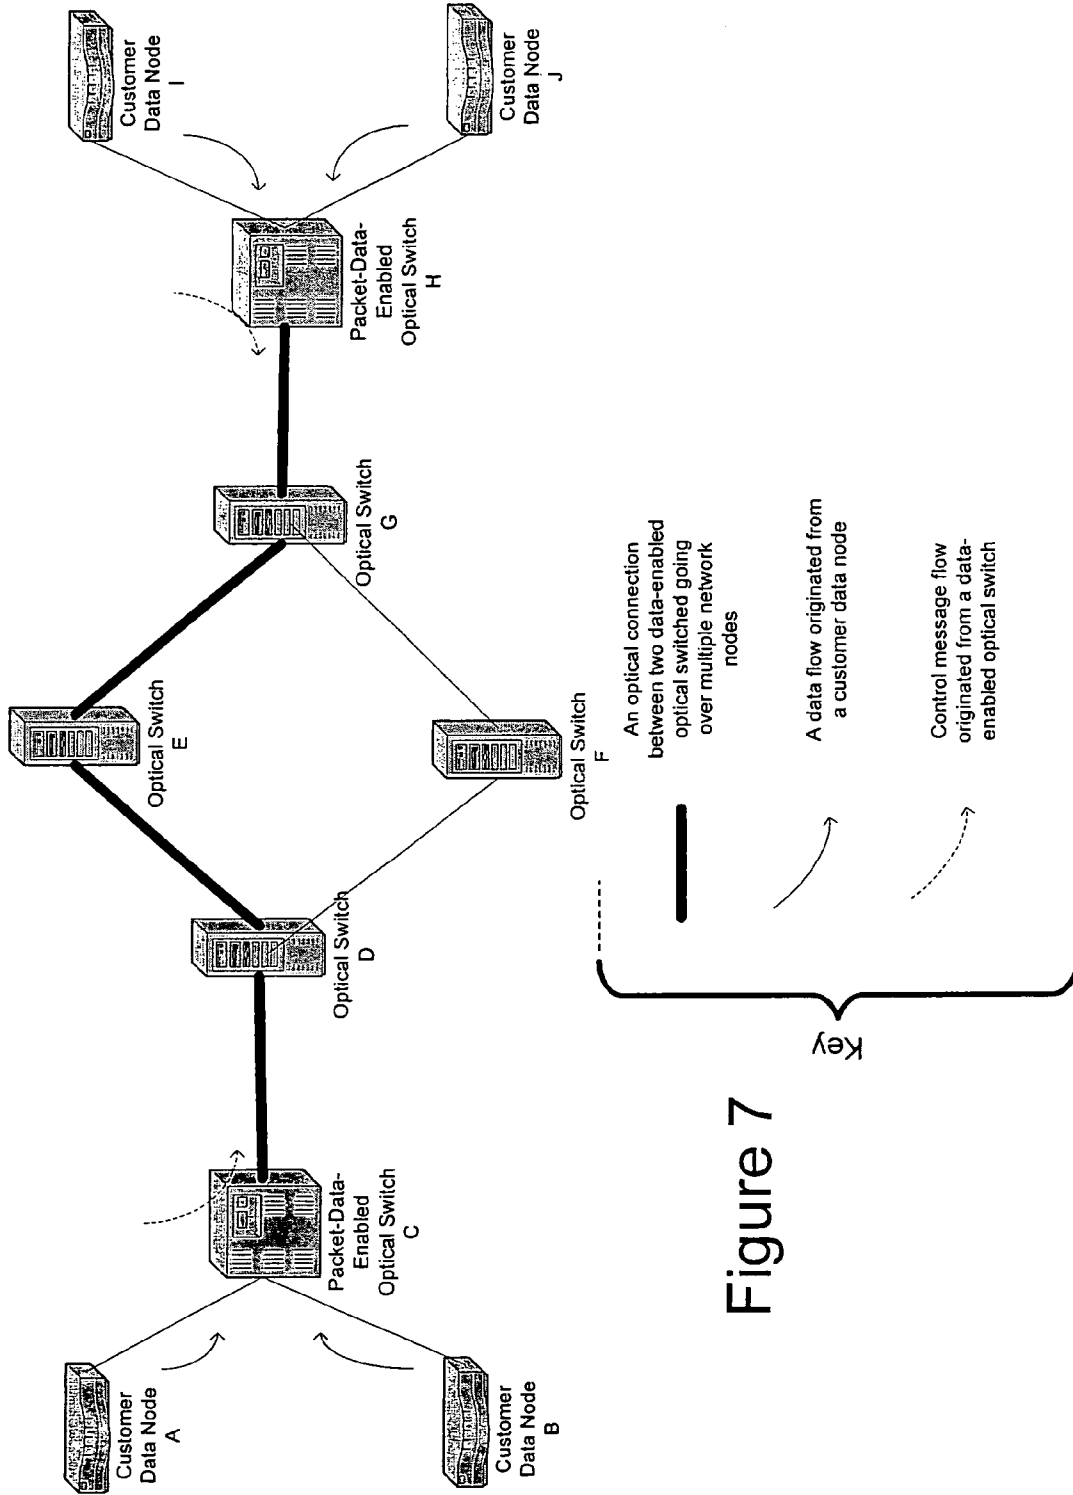 Customer
Data Node
A
Customer
Data Node
B
Packet-Data-
Enabled
Optical Switch
C
Optical Switch
D
Optical Switch
E
Optical Switch
F
Optical Switch
G
Packet-Data-
Enabled
Optical Switch
H
Customer
Data Node
I
Customer
Data Node
J
Key
An optical connection
between two data-enabled
optical switched going
over multiple network
nodes
A data flow originated from
a customer data node
Control message flow
originated from a data-
enabled optical switch
Figure 7